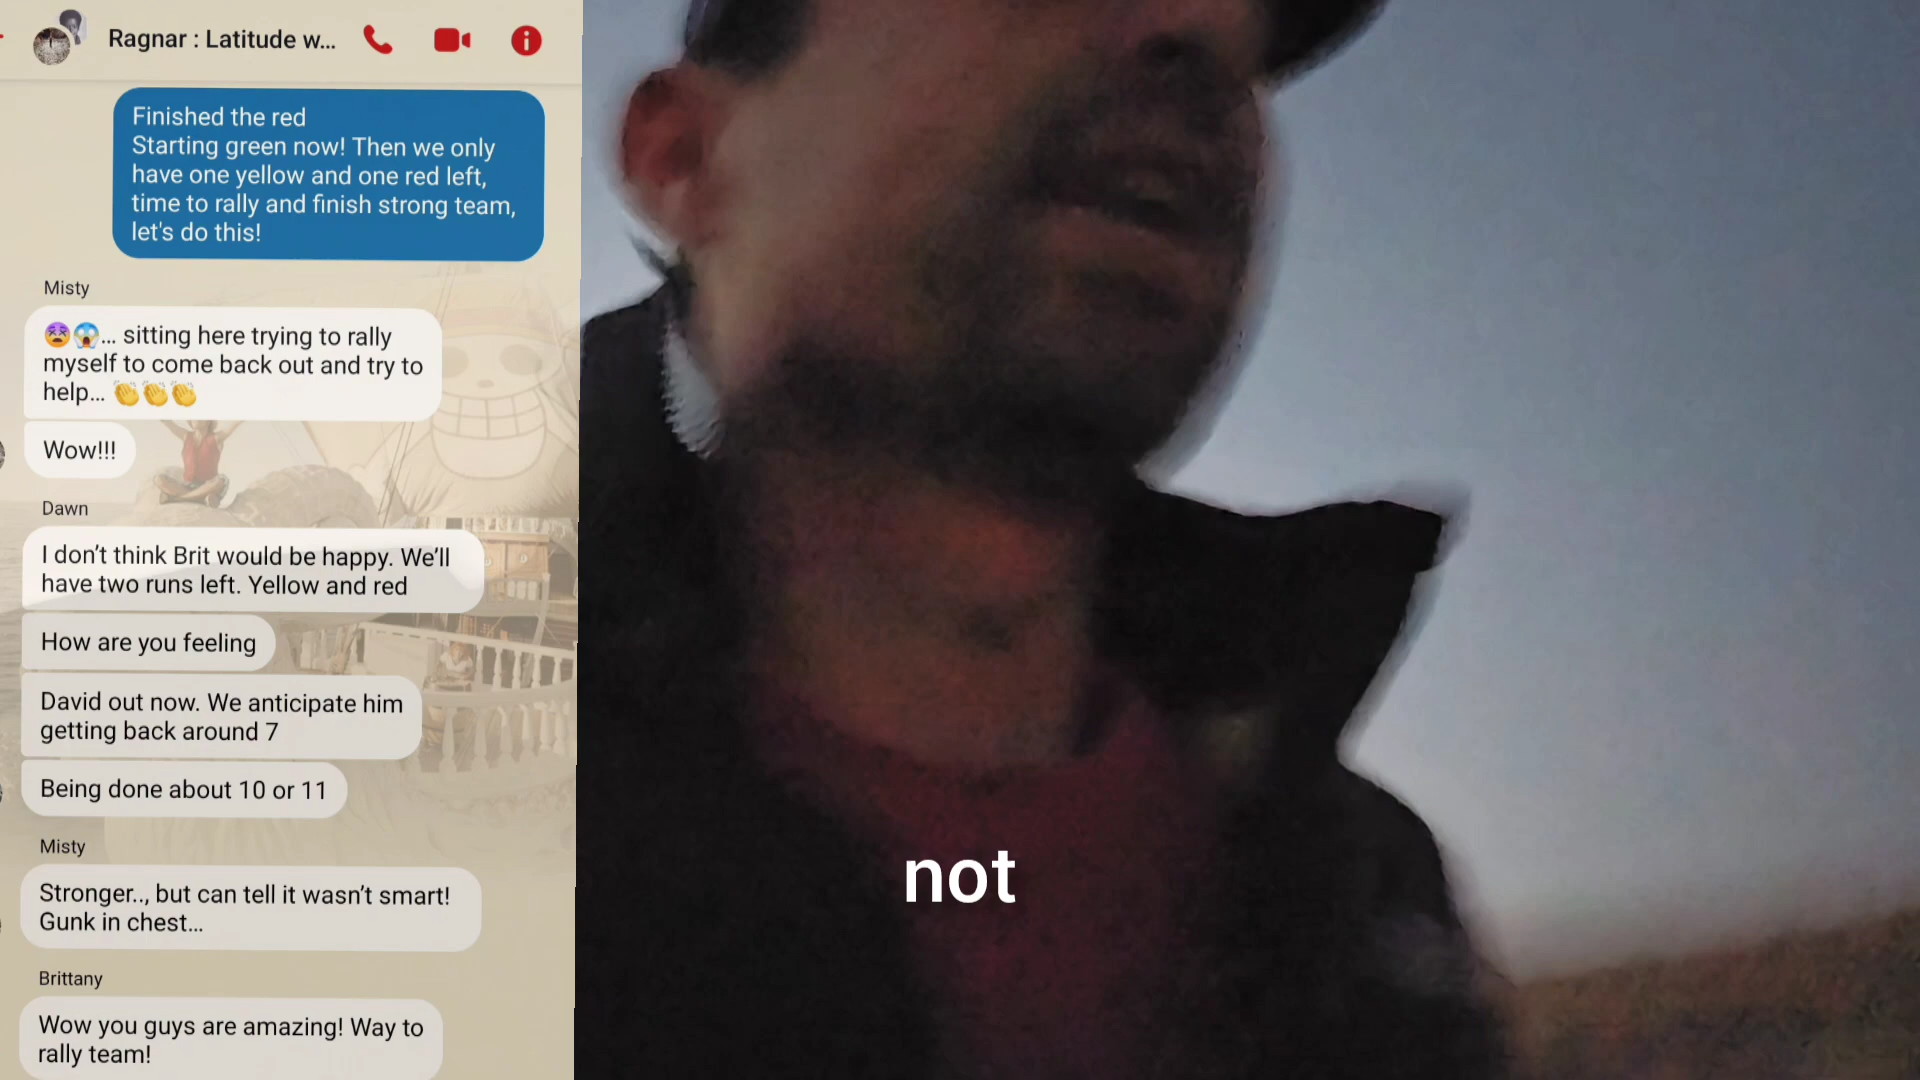 Ragnar : Latitude w...
Finished the red
Starting green now! Then we only
have one yellow and one red left,
time to rally and finish strong team,
let's do this!
Misty
😫😱... sitting here trying to rally
myself to come back out and try to
help... 👏👏👏
Wow!!!
Dawn
I don’t think Brit would be happy. We’ll
have two runs left. Yellow and red
How are you feeling
David out now. We anticipate him
getting back around 7
Being done about 10 or 11
Misty
Stronger.., but can tell it wasn’t smart!
Gunk in chest...
Brittany
Wow you guys are amazing! Way to
rally team!
not